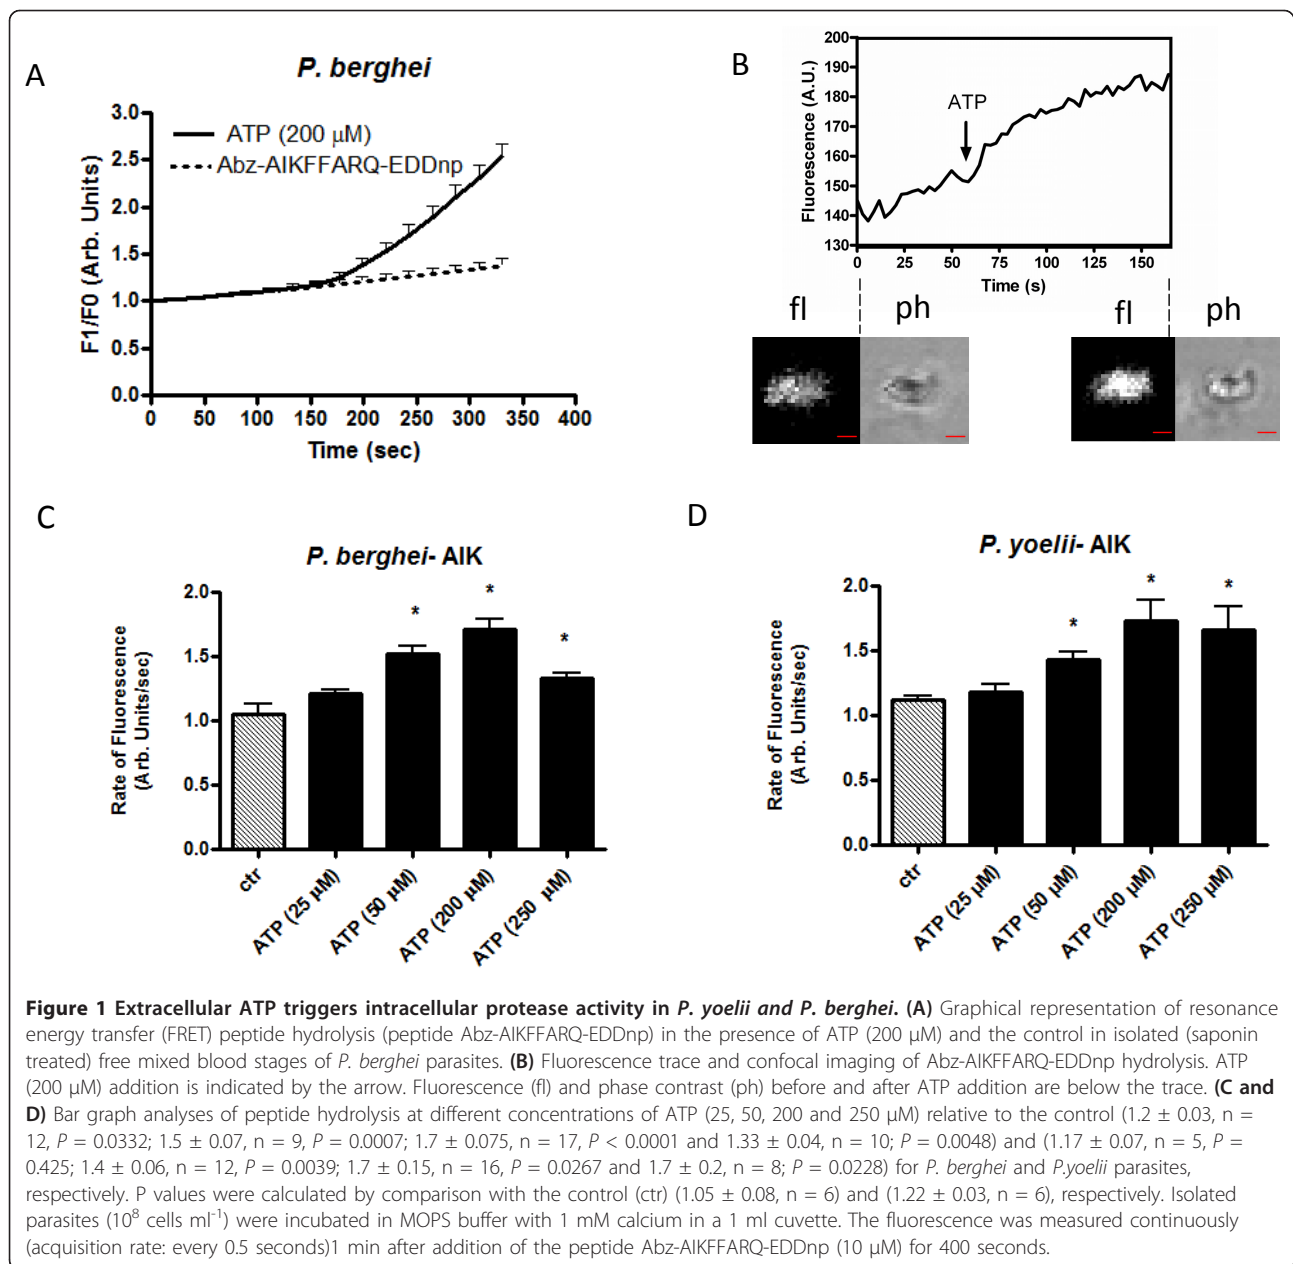 A
P. berghei
3.0
2.5
2.0
1.5
1.0
0.5
0.0
F1/F0 (Arb. Units)
ATP (200 µM)
Abz-AIKFFARQ-EDDnp
0 50 100 150 200 250 300 350 400
Time (sec)
B
200
190
180
170
160
150
140
130
Fluorescence (A.U.)
ATP
0 25 50 75 100 125 150
Time (s)
fl ph fl ph
C
P. berghei- AIK
2.0
1.5
1.0
0.5
0.0
Rate of Fluorescence
(Arb. Units/sec)
* * *
ctr
ATP (25 µM)
ATP (50 µM)
ATP (200 µM)
ATP (250 µM)
D
P. yoelii- AIK
2.0
1.5
1.0
0.5
0.0
Rate of Fluorescence
(Arb. Units/sec)
* * *
ctr
ATP (25 µM)
ATP (50 µM)
ATP (200 µM)
ATP (250 µM)
Figure 1 Extracellular ATP triggers intracellular protease activity in P. yoelii and P. berghei. (A) Graphical representation of resonance
energy transfer (FRET) peptide hydrolysis (peptide Abz-AIKFFARQ-EDDnp) in the presence of ATP (200 µM) and the control in isolated (saponin
treated) free mixed blood stages of P. berghei parasites. (B) Fluorescence trace and confocal imaging of Abz-AIKFFARQ-EDDnp hydrolysis. ATP
(200 µM) addition is indicated by the arrow. Fluorescence (fl) and phase contrast (ph) before and after ATP addition are below the trace. (C and
D) Bar graph analyses of peptide hydrolysis at different concentrations of ATP (25, 50, 200 and 250 µM) relative to the control (1.2 ± 0.03, n =
12, P = 0.0332; 1.5 ± 0.07, n = 9, P = 0.0007; 1.7 ± 0.075, n = 17, P < 0.0001 and 1.33 ± 0.04, n = 10; P = 0.0048) and (1.17 ± 0.07, n = 5, P =
0.425; 1.4 ± 0.06, n = 12, P = 0.0039; 1.7 ± 0.15, n = 16, P = 0.0267 and 1.7 ± 0.2, n = 8; P = 0.0228) for P. berghei and P.yoelii parasites,
respectively. P values were calculated by comparison with the control (ctr) (1.05 ± 0.08, n = 6) and (1.22 ± 0.03, n = 6), respectively. Isolated
parasites (10⁸ cells ml⁻¹) were incubated in MOPS buffer with 1 mM calcium in a 1 ml cuvette. The fluorescence was measured continuously
(acquisition rate: every 0.5 seconds)1 min after addition of the peptide Abz-AIKFFARQ-EDDnp (10 µM) for 400 seconds.